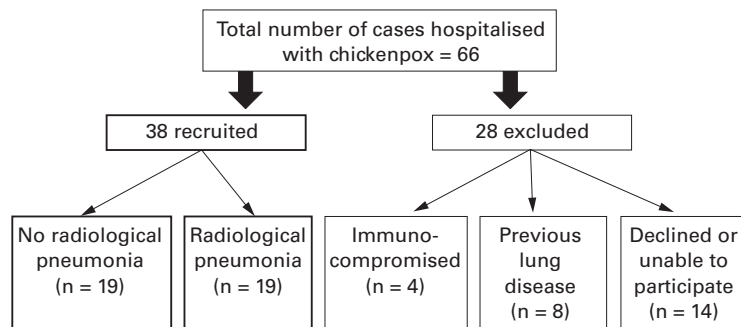 Total number of cases hospitalised
with chickenpox = 66
38 recruited
28 excluded
No radiological
pneumonia
(n = 19)
Radiological
pneumonia
(n = 19)
Immuno-
compromised
(n = 4)
Previous
lung
disease
(n = 8)
Declined or
unable to
participate
(n = 14)